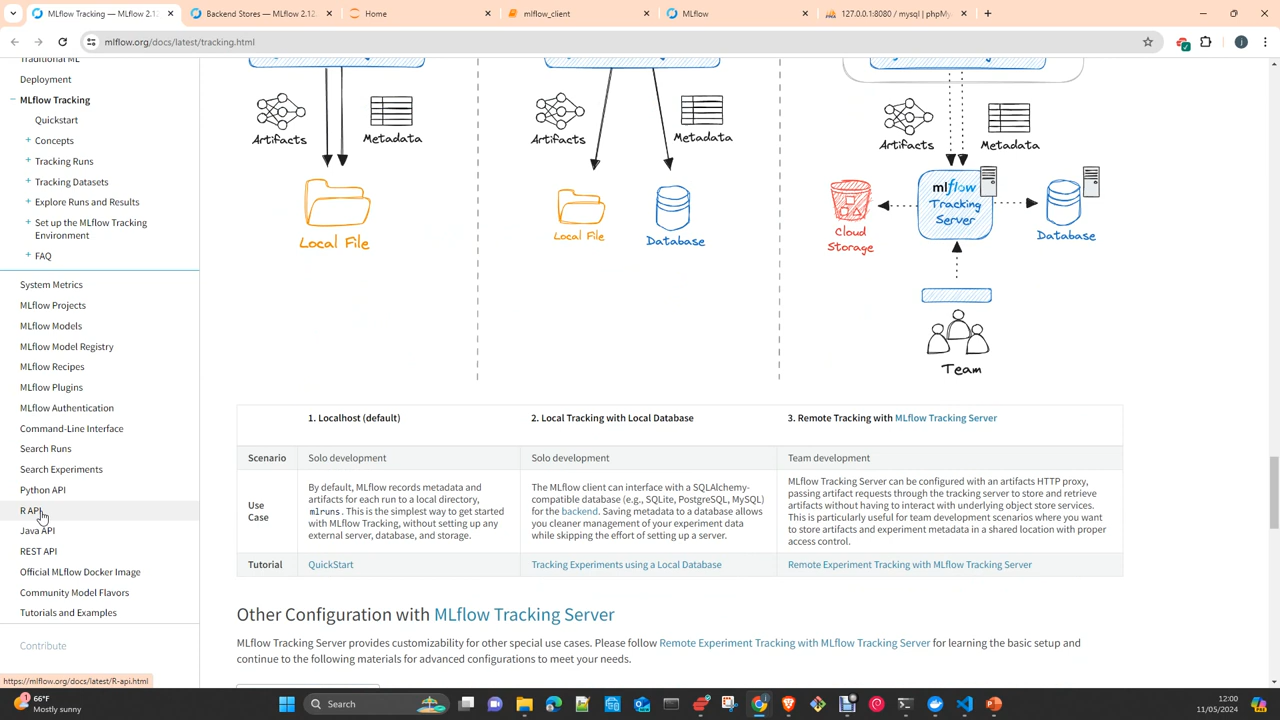 MLflow Tracking — MLflow 2.12
Backend Stores — MLflow 2.12
Home
mlflow_client
MLflow
127.0.0.1:8080 / mysql | phpMy
mlflow.org/docs/latest/tracking.html
Traditional ML
Deployment
MLflow Tracking
Quickstart
Concepts
Tracking Runs
Tracking Datasets
Explore Runs and Results
Set up the MLflow Tracking
Environment
FAQ
System Metrics
MLflow Projects
MLflow Models
MLflow Model Registry
MLflow Recipes
MLflow Plugins
MLflow Authentication
Command-Line Interface
Search Runs
Search Experiments
Python API
R API
Java API
REST API
Official MLflow Docker Image
Community Model Flavors
Tutorials and Examples
Contribute
https://mlflow.org/docs/latest/R-api.html
Artifacts
Metadata
Local File
Artifacts
Metadata
Local File
Database
Artifacts
Metadata
mlflow
Tracking
Server
Cloud
Storage
Database
Team
1. Localhost (default)
2. Local Tracking with Local Database
3. Remote Tracking with MLflow Tracking Server
Scenario
Solo development
Solo development
Team development
Use
Case
By default, MLflow records metadata and
artifacts for each run to a local directory,
mlruns. This is the simplest way to get started
with MLflow Tracking, without setting up any
external server, database, and storage.
The MLflow client can interface with a SQLAlchemy-
compatible database (e.g., SQLite, PostgreSQL, MySQL)
for the backend. Saving metadata to a database allows
you cleaner management of your experiment data
while skipping the effort of setting up a server.
MLflow Tracking Server can be configured with an artifacts HTTP proxy,
passing artifact requests through the tracking server to store and retrieve
artifacts without having to interact with underlying object store services.
This is particularly useful for team development scenarios where you want
to store artifacts and experiment metadata in a shared location with proper
access control.
Tutorial
QuickStart
Tracking Experiments using a Local Database
Remote Experiment Tracking with MLflow Tracking Server
Other Configuration with MLflow Tracking Server
MLflow Tracking Server provides customizability for other special use cases. Please follow Remote Experiment Tracking with MLflow Tracking Server for learning the basic setup and
continue to the following materials for advanced configurations to meet your needs.
66°F
Mostly sunny
Search
12:00
11/05/2024